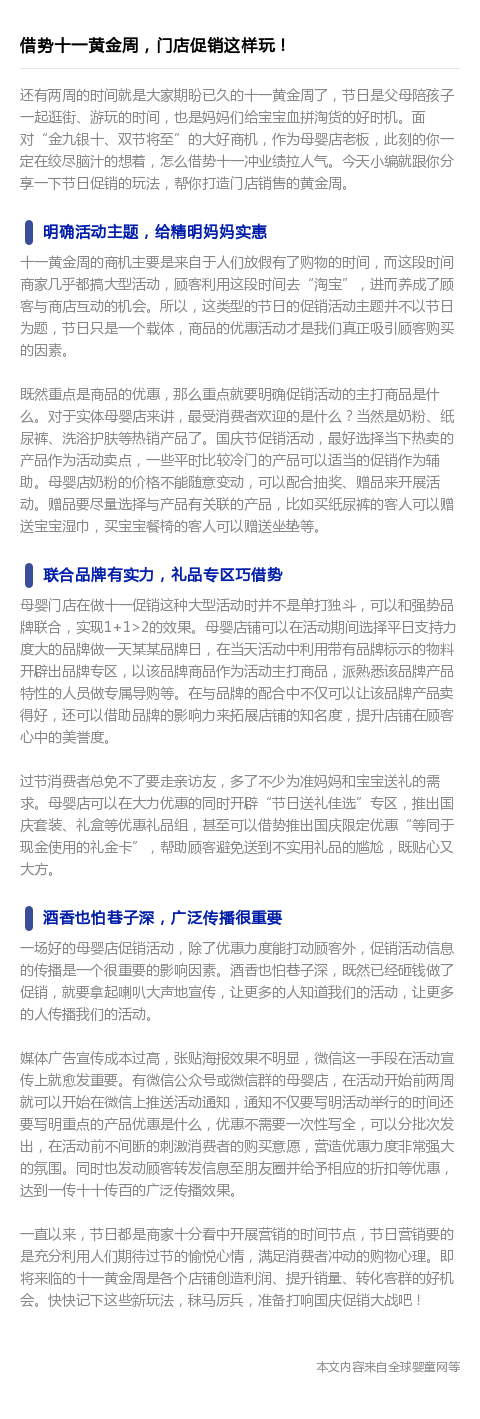 借势十一黄金周，门店促销这样玩！
还有两周的时间就是大家期盼已久的十一黄金周了，节日是父母陪孩子
一起逛街、游玩的时间，也是妈妈们给宝宝血拼淘货的好时机。面
对“金九银十、双节将至”的大好商机，作为母婴店老板，此刻的你一
定在绞尽脑汁的想着，怎么借势十一冲业绩拉人气。今天小编就跟你分
享一下节日促销的玩法，帮你打造门店销售的黄金周。
明确活动主题，给精明妈妈实惠
十一黄金周的商机主要是来自于人们放假有了购物的时间，而这段时间
商家几乎都搞大型活动，顾客利用这段时间去“淘宝”，进而养成了顾
客与商店互动的机会。所以，这类型的节日的促销活动主题并不以节日
为题，节日只是一个载体，商品的优惠活动才是我们真正吸引顾客购买
的因素。
既然重点是商品的优惠，那么重点就要明确促销活动的主打商品是什
么。对于实体母婴店来讲，最受消费者欢迎的是什么？当然是奶粉、纸
尿裤、洗浴护肤等热销产品了。国庆节促销活动，最好选择当下热卖的
产品作为活动卖点，一些平时比较冷门的产品可以适当的促销作为辅
助。母婴店奶粉的价格不能随意变动，可以配合抽奖、赠品来开展活
动。赠品要尽量选择与产品有关联的产品，比如买纸尿裤的客人可以赠
送宝宝湿巾，买宝宝餐椅的客人可以赠送坐垫等。
联合品牌有实力，礼品专区巧借势
母婴门店在做十一促销这种大型活动时并不是单打独斗，可以和强势品
牌联合，实现1+1>2的效果。母婴店铺可以在活动期间选择平日支持力
度大的品牌做一天某某品牌日，在当天活动中利用带有品牌标示的物料
开辟出品牌专区，以该品牌商品作为活动主打商品，派熟悉该品牌产品
特性的人员做专属导购等。在与品牌的配合中不仅可以让该品牌产品卖
得好，还可以借助品牌的影响力来拓展店铺的知名度，提升店铺在顾客
心中的美誉度。
过节消费者总免不了要走亲访友，多了不少为准妈妈和宝宝送礼的需
求。母婴店可以在大力优惠的同时开辟“节日送礼佳选”专区，推出国
庆套装、礼盒等优惠礼品组，甚至可以借势推出国庆限定优惠“等同于
现金使用的礼金卡”，帮助顾客避免送到不实用礼品的尴尬，既贴心又
大方。
酒香也怕巷子深，广泛传播很重要
一场好的母婴店促销活动，除了优惠力度能打动顾客外，促销活动信息
的传播是一个很重要的影响因素。酒香也怕巷子深，既然已经砸钱做了
促销，就要拿起喇叭大声地宣传，让更多的人知道我们的活动，让更多
的人传播我们的活动。
媒体广告宣传成本过高，张贴海报效果不明显，微信这一手段在活动宣
传上就愈发重要。有微信公众号或微信群的母婴店，在活动开始前两周
就可以开始在微信上推送活动通知，通知不仅要写明活动举行的时间还
要写明重点的产品优惠是什么，优惠不需要一次性写全，可以分批次发
出，在活动前不间断的刺激消费者的购买意愿，营造优惠力度非常强大
的氛围。同时也发动顾客转发信息至朋友圈并给予相应的折扣等优惠，
达到一传十十传百的广泛传播效果。
一直以来，节日都是商家十分看中开展营销的时间节点，节日营销要的
是充分利用人们期待过节的愉悦心情，满足消费者冲动的购物心理。即
将来临的十一黄金周是各个店铺创造利润、提升销量、转化客群的好机
会。快快记下这些新玩法，秣马厉兵，准备打响国庆促销大战吧！
本文内容来自全球婴童网等